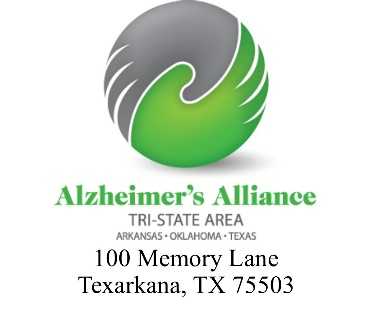 Alzheimer's Alliance
TRI-STATE AREA
ARKANSAS • OKLAHOMA • TEXAS
100 Memory Lane
Texarkana, TX 75503